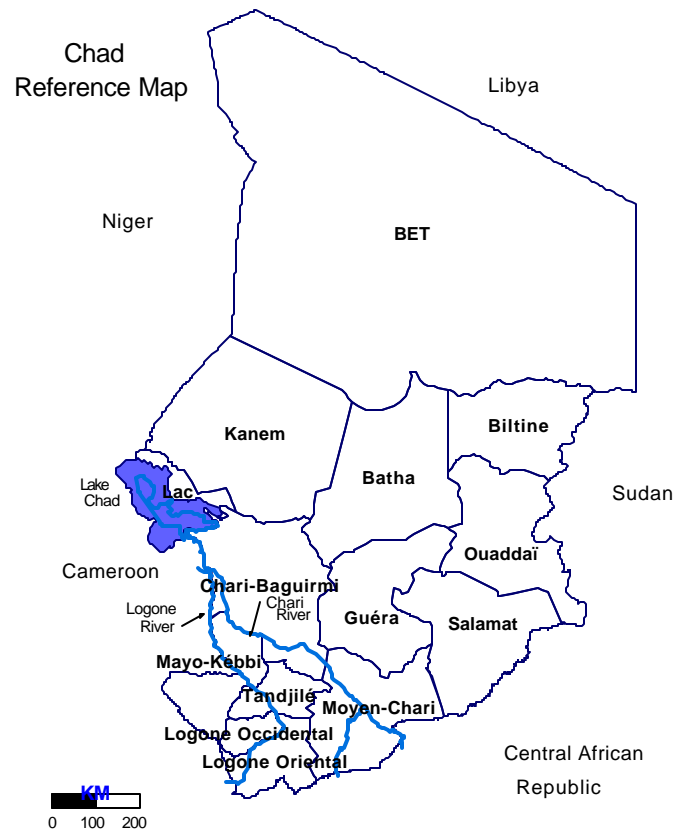 Chad
Reference Map
Libya
Niger
BET
Kanem
Biltine
Batha
Lake
Chad
Lac
Sudan
Ouaddaï
Cameroon
Chari-Baguirmi
Chari
River
Logone
River
Guéra
Salamat
Mayo-Kébbi
Tandjilé
Moyen-Chari
Logone Occidental
Logone Oriental
Central African
Republic
KM
0 100 200